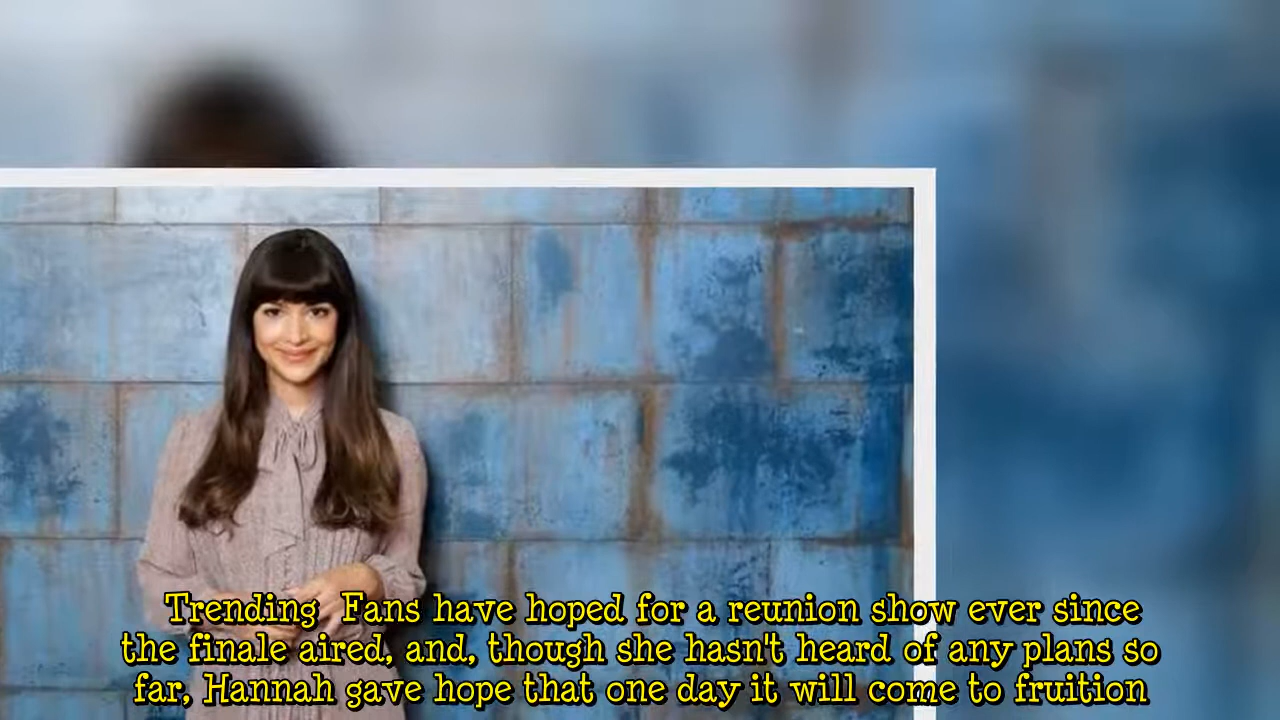 Trending  Fans have hoped for a reunion show ever since
the finale aired, and, though she hasn't heard of any plans so
far, Hannah gave hope that one day it will come to fruition